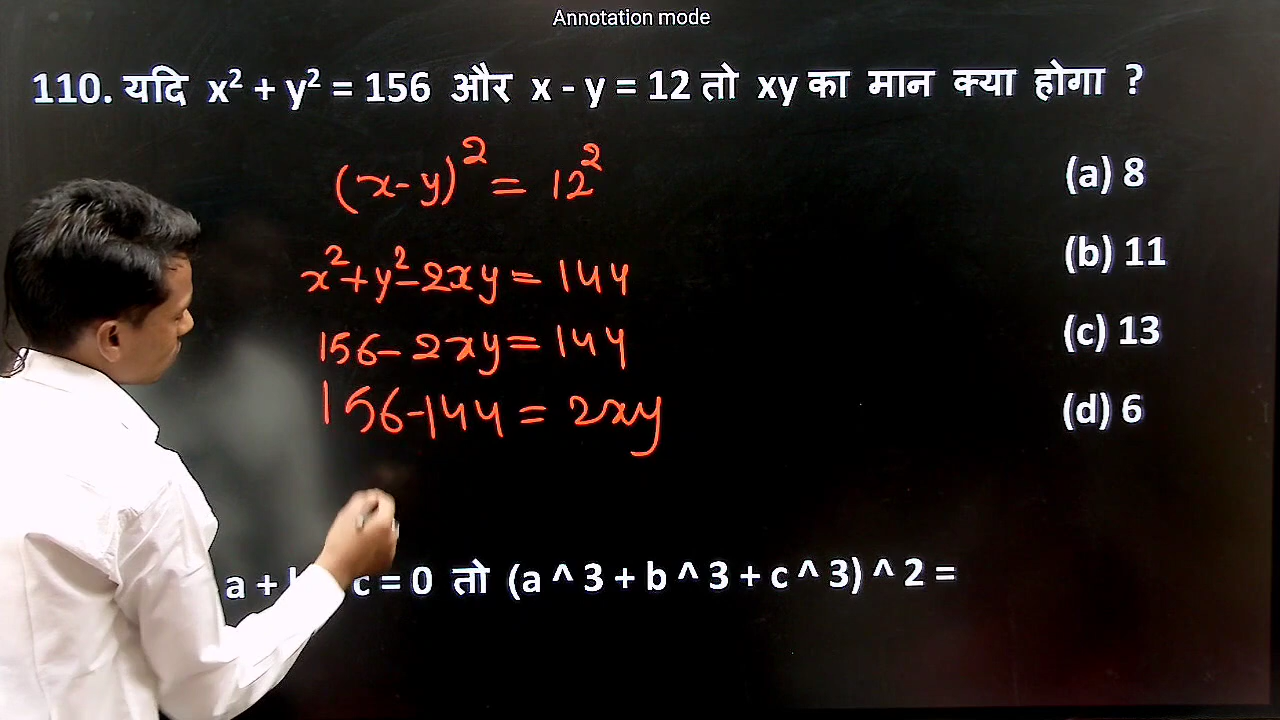 Annotation mode
110. यदि x² + y² = 156 और x - y = 12 तो xy का मान क्या होगा ?
(x-y)² = 12²
(a) 8
x²+y²-2xy = 144
(b) 11
156-2xy = 144
(c) 13
156-144 = 2xy
(d) 6
a + c = 0 तो (a ^ 3 + b ^ 3 + c ^ 3) ^ 2 =